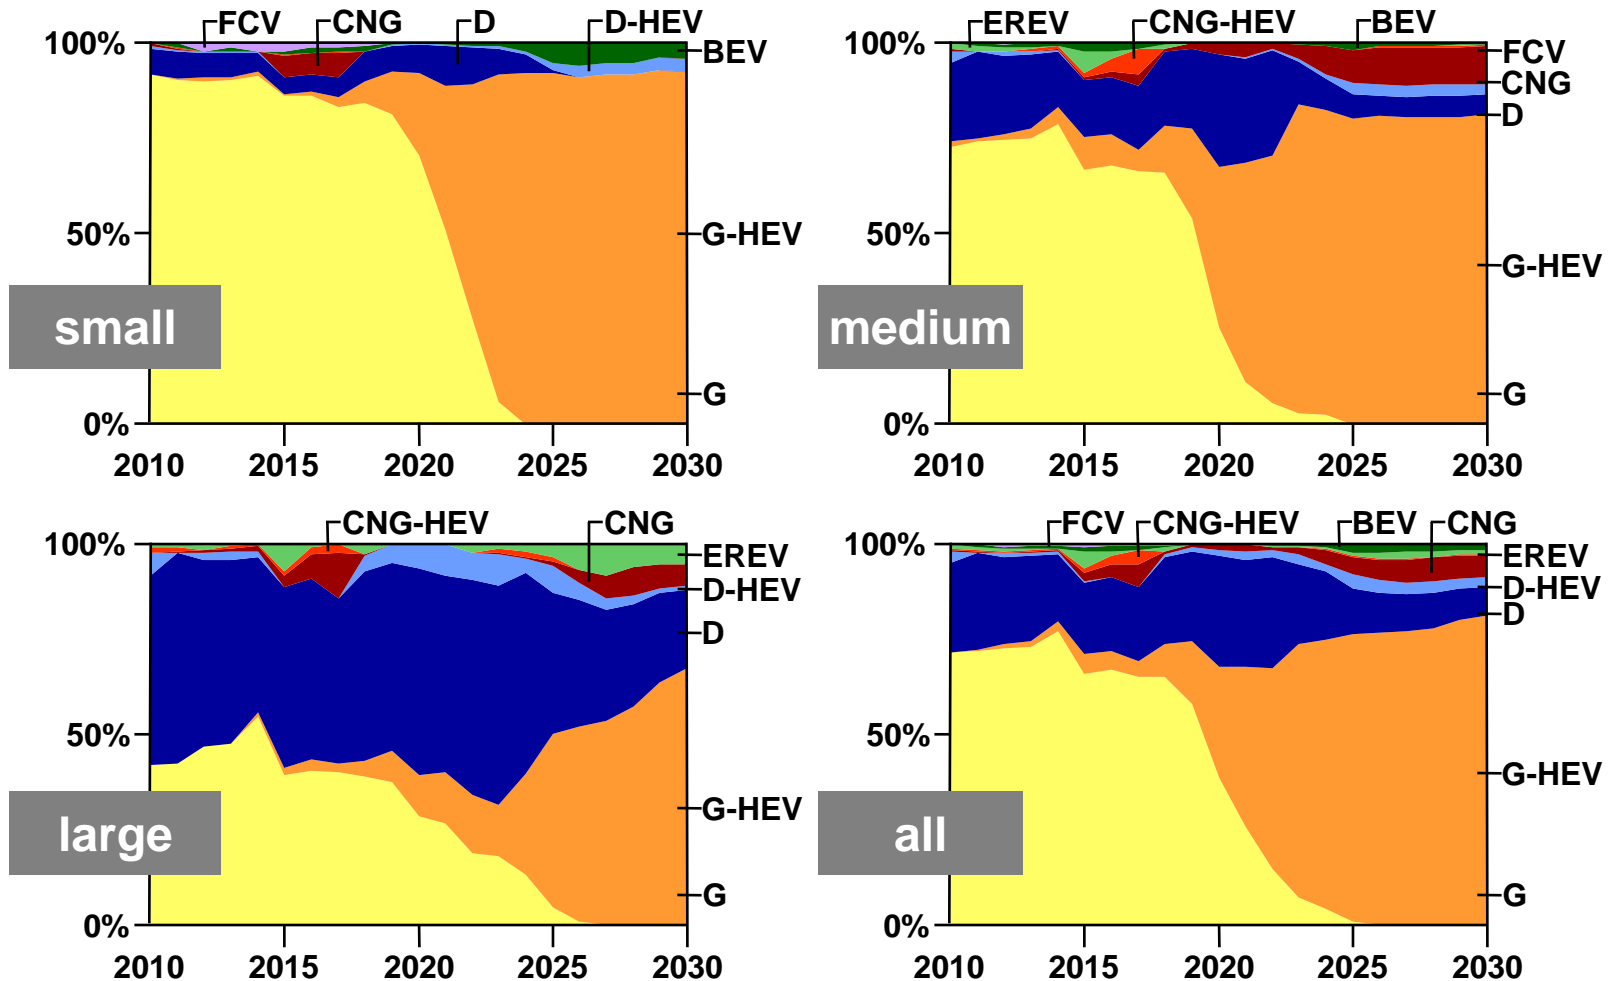 FCV CNG D D-HEV
100%
BEV
50%
G-HEV
small
G
0%
2010 2015 2020 2025 2030
EREV CNG-HEV BEV
100%
FCV
CNG
D
50%
G-HEV
medium
G
0%
2010 2015 2020 2025 2030
CNG-HEV CNG
100%
EREV
D-HEV
D
50%
G-HEV
large
G
0%
2010 2015 2020 2025 2030
FCV CNG-HEV BEV CNG
100%
EREV
D-HEV
D
50%
G-HEV
all
G
0%
2010 2015 2020 2025 2030